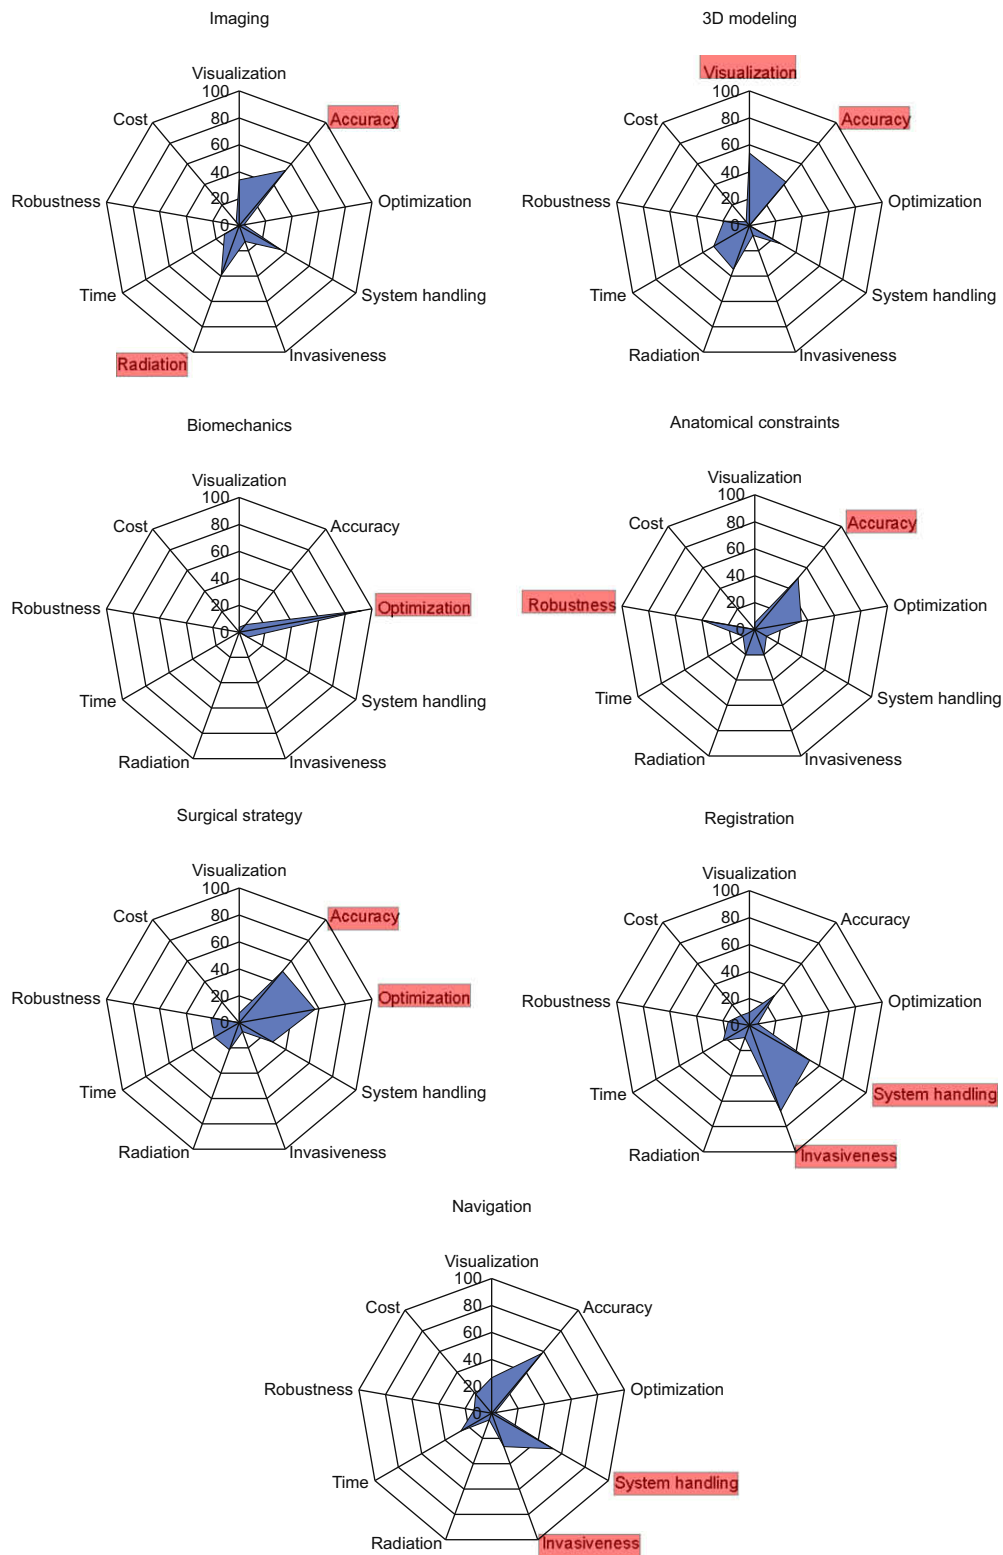 Imaging
3D modeling
Visualization
Visualization
100
100
Cost
Accuracy
Cost
Accuracy
80
80
60
60
40
40
Robustness
20
Optimization
Robustness
20
Optimization
0
0
Time
System handling
Time
System handling
Radiation
Invasiveness
Radiation
Invasiveness
Biomechanics
Anatomical constraints
Visualization
Visualization
100
100
Cost
Accuracy
Cost
Accuracy
80
80
60
60
40
40
Robustness
20
Optimization
Robustness
20
Optimization
0
0
Time
System handling
Time
System handling
Radiation
Invasiveness
Radiation
Invasiveness
Surgical strategy
Registration
Visualization
Visualization
100
100
Cost
Accuracy
Cost
Accuracy
80
80
60
60
40
40
Robustness
20
Optimization
Robustness
20
Optimization
0
0
Time
System handling
Time
System handling
Radiation
Invasiveness
Radiation
Invasiveness
Navigation
Visualization
100
Cost
Accuracy
80
60
40
Robustness
20
Optimization
0
Time
System handling
Radiation
Invasiveness